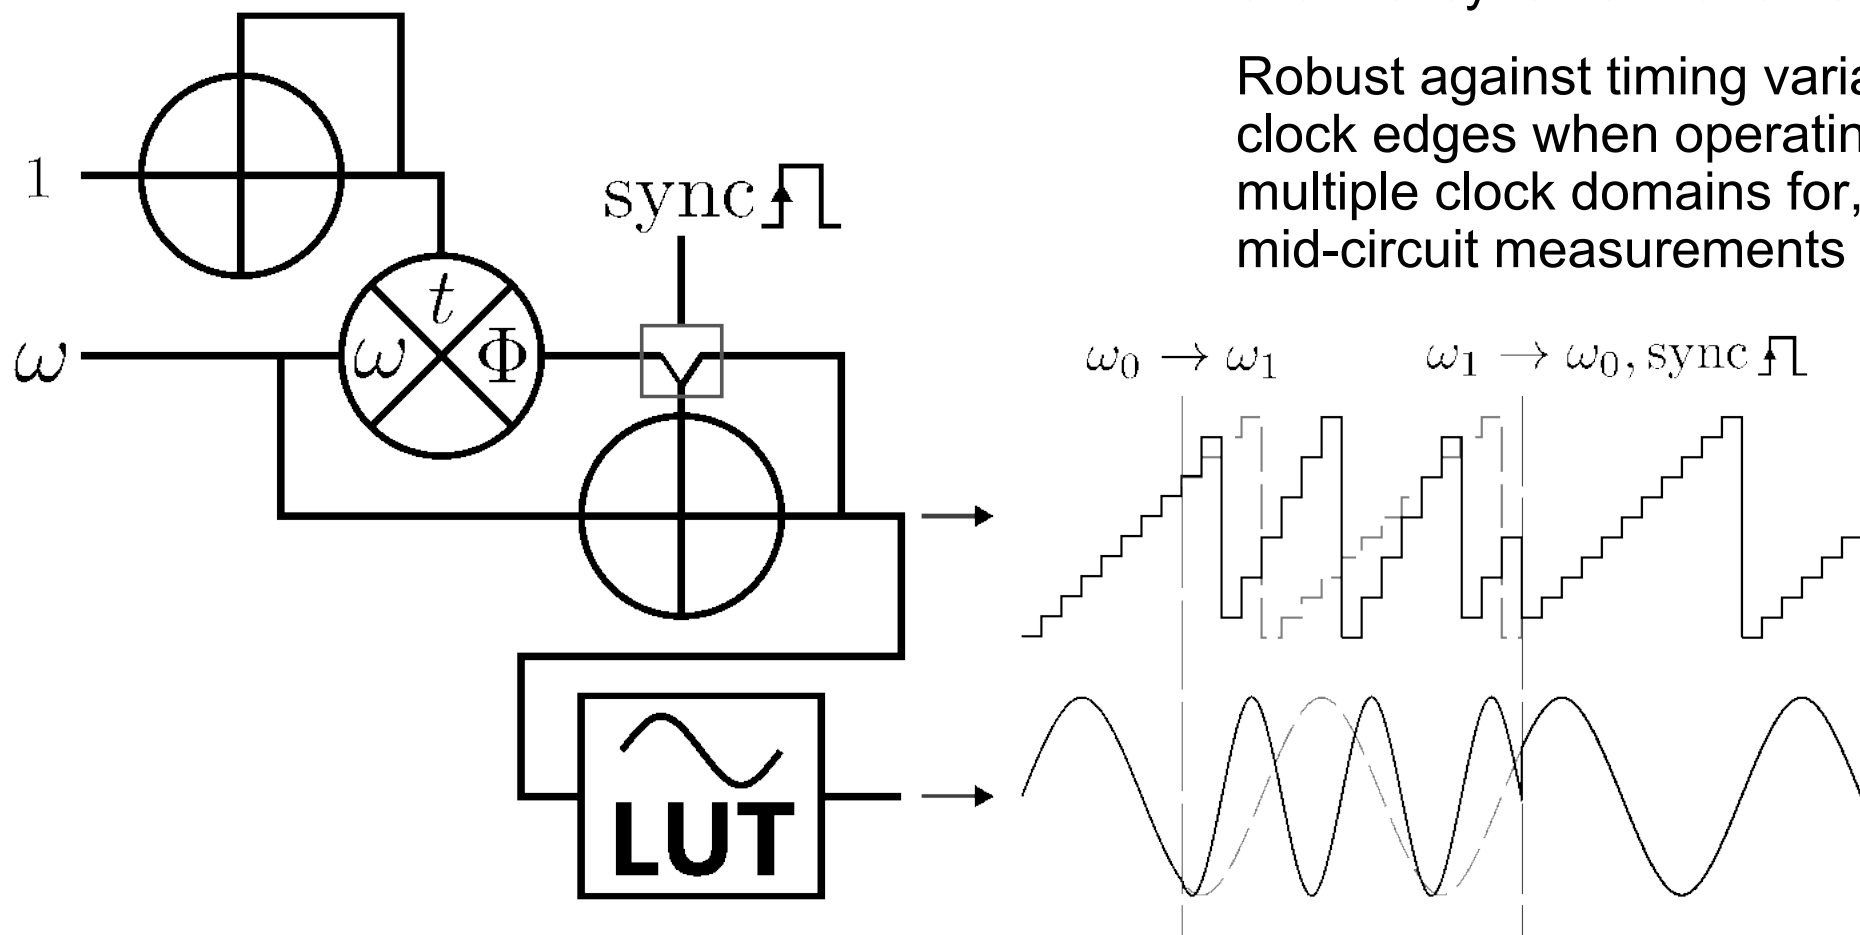 Robust against timing varia
clock edges when operatin
multiple clock domains for,
mid-circuit measurements
1
sync
t
ω
ω
Φ
ω₀ → ω₁
ω₁ → ω₀, sync
LUT